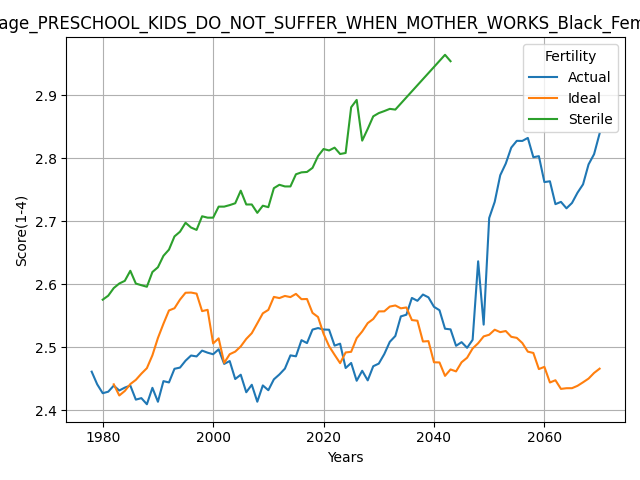 age_PRESCHOOL_KIDS_DO_NOT_SUFFER_WHEN_MOTHER_WORKS_Black_Fem
Fertility
Actual
Ideal
Sterile
Score(1-4)
2.9
2.8
2.7
2.6
2.5
2.4
1980 2000 2020 2040 2060
Years